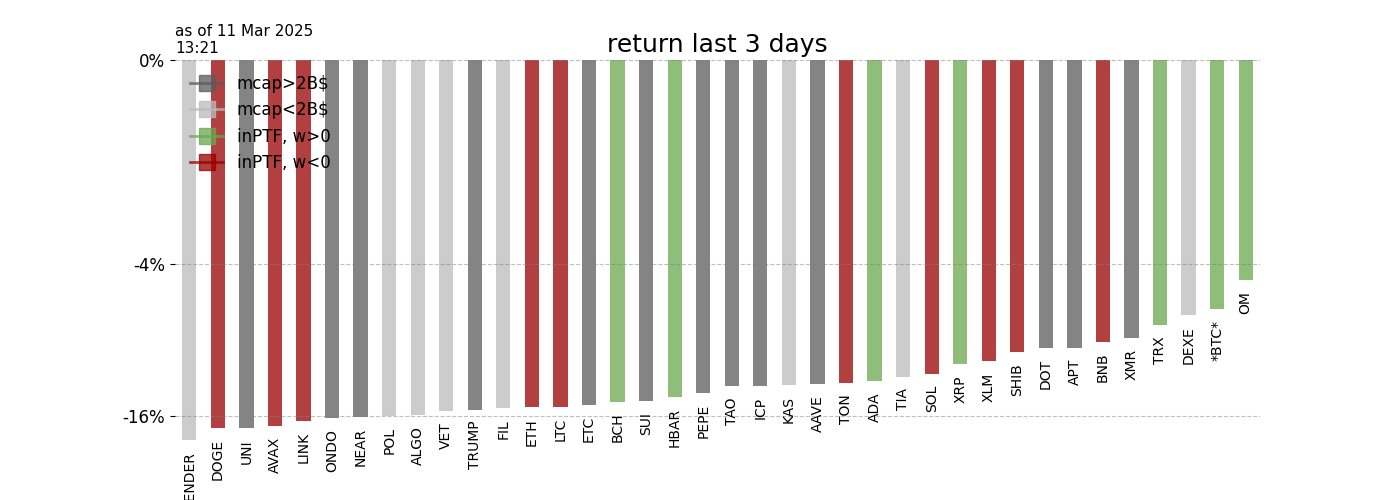 as of 11 Mar 2025
13:21
return last 3 days
0%
mcap>2B$
mcap<2B$
inPTF, w>0
inPTF, w<0
-4%
-16%
ENDER
DOGE
UNI
AVAX
LINK
ONDO
NEAR
POL
ALGO
VET
TRUMP
FIL
ETH
LTC
ETC
BCH
SUI
HBAR
PEPE
TAO
ICP
KAS
AAVE
TON
ADA
TIA
SOL
XRP
XLM
SHIB
DOT
APT
BNB
XMR
TRX
DEXE
*BTC*
OM